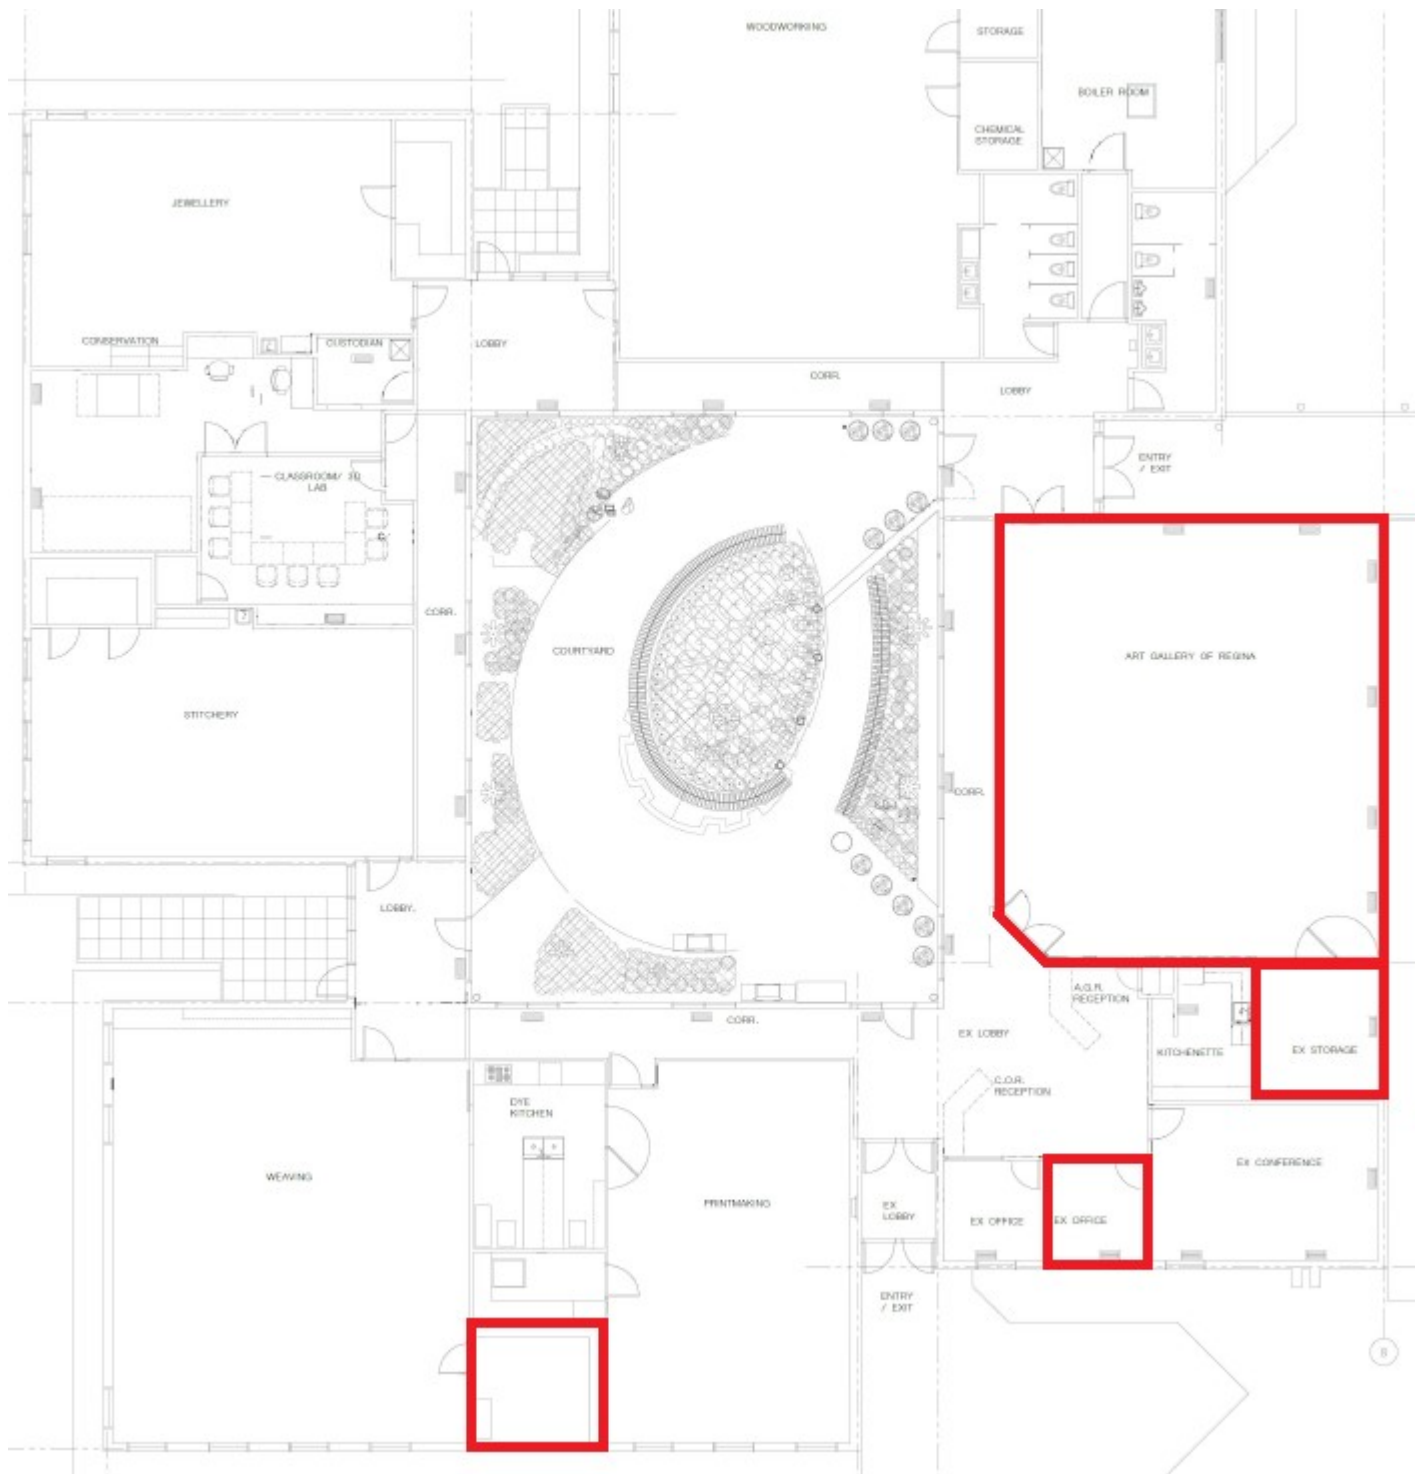 WOODWORKING
STORAGE
BOILER ROOM
CHEMICAL
STORAGE
JEWELLERY
CONSERVATION
CUSTODIAN
LOBBY
CORR.
LOBBY
ENTRY
/ EXIT
CLASSROOM/ 3D
LAB
CORR.
COURTYARD
ART GALLERY OF REGINA
STITCHERY
CORR.
LOBBY.
A.G.R.
RECEPTION
CORR.
EX LOBBY
KITCHENETTE
EX STORAGE
C.O.R.
RECEPTION
DYE
KITCHEN
WEAVING
PRINTMAKING
EX
LOBBY
EX OFFICE
EX OFFICE
EX CONFERENCE
ENTRY
/ EXIT